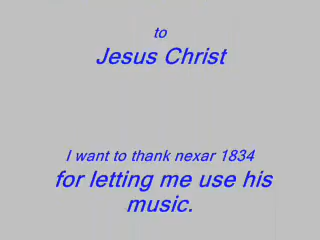 to
Jesus Christ
I want to thank nexar 1834
for letting me use his
music.